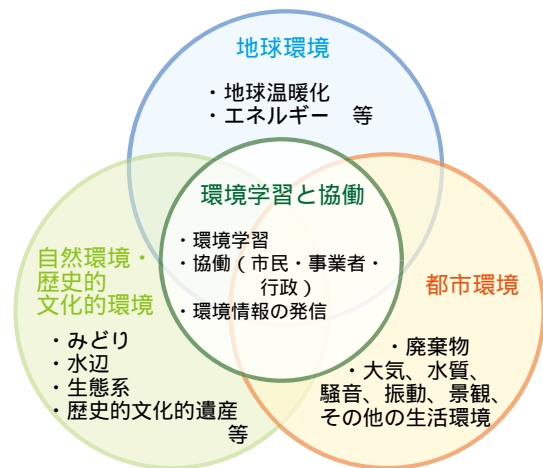 地球環境
・地球温暖化
・エネルギー　等
環境学習と協働
・環境学習
・協働（市民・事業者・
行政）
・環境情報の発信
自然環境・
歴史的
文化的環境
・みどり
・水辺
・生態系
・歴史的文化的遺産
等
都市環境
・廃棄物
・大気、水質、
騒音、振動、景観、
その他の生活環境